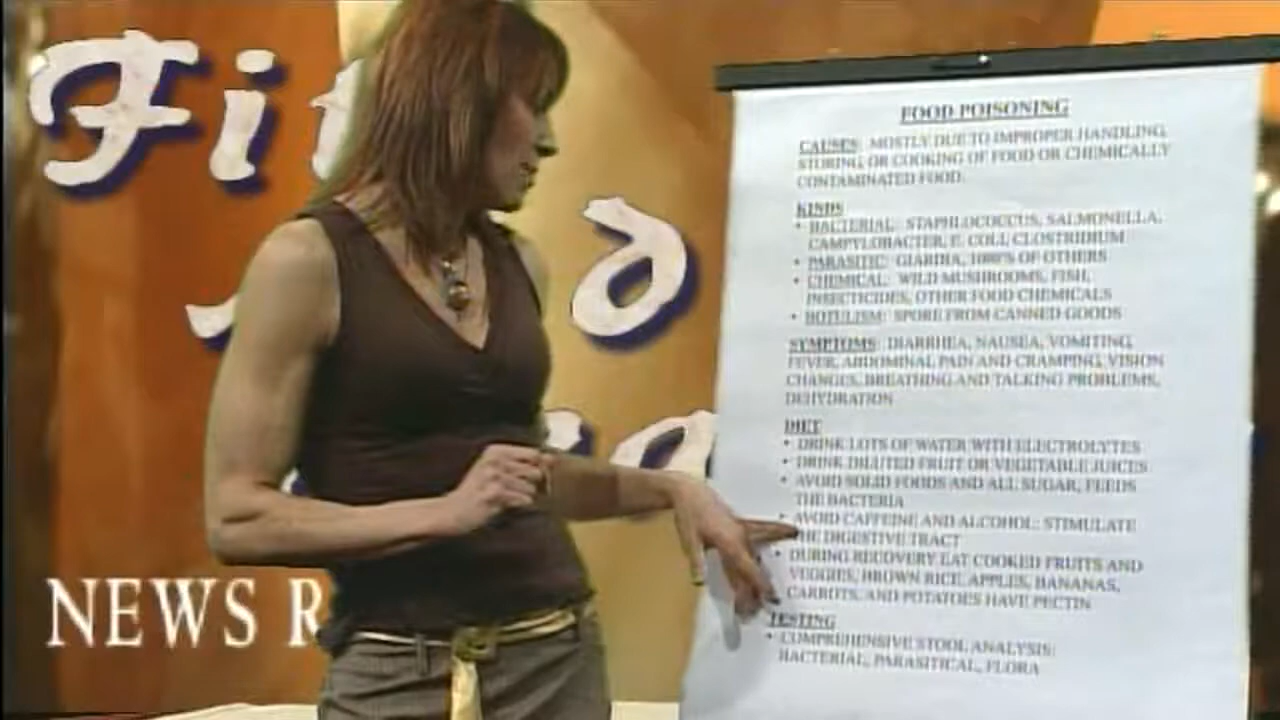 Fi
NEWS R
FOOD POISONING
CAUSES: MOSTLY DUE TO IMPROPER HANDLING,
STORING OR COOKING OF FOOD OR CHEMICALLY
CONTAMINATED FOOD.
KINDS
• BACTERIAL: STAPHLOCOCCUS, SALMONELLA,
CAMPYLOBACTER, E. COLI, CLOSTRIDIUM
• PARASITIC: GIARDIA, 1000'S OF OTHERS
• CHEMICAL: WILD MUSHROOMS, FISH,
INSECTICIDES, OTHER FOOD CHEMICALS
• BOTULISM: SPORE FROM CANNED GOODS
SYMPTOMS: DIARRHEA, NAUSEA, VOMITING,
FEVER, ABDOMINAL PAIN AND CRAMPING, VISION
CHANGES, BREATHING AND TALKING PROBLEMS,
DEHYDRATION
DIET
• DRINK LOTS OF WATER WITH ELECTROLYTES
• DRINK DILUTED FRUIT OR VEGETABLE JUICES
• AVOID SOLID FOODS AND ALL SUGAR, FEEDS
THE BACTERIA
• AVOID CAFFEINE AND ALCOHOL: STIMULATE
THE DIGESTIVE TRACT
• DURING RECOVERY EAT COOKED FRUITS AND
VEGGIES, BROWN RICE, APPLES, BANANAS,
CARROTS, AND POTATOES HAVE PECTIN
TESTING
• COMPREHENSIVE STOOL ANALYSIS:
BACTERIAL, PARASITICAL, FLORA